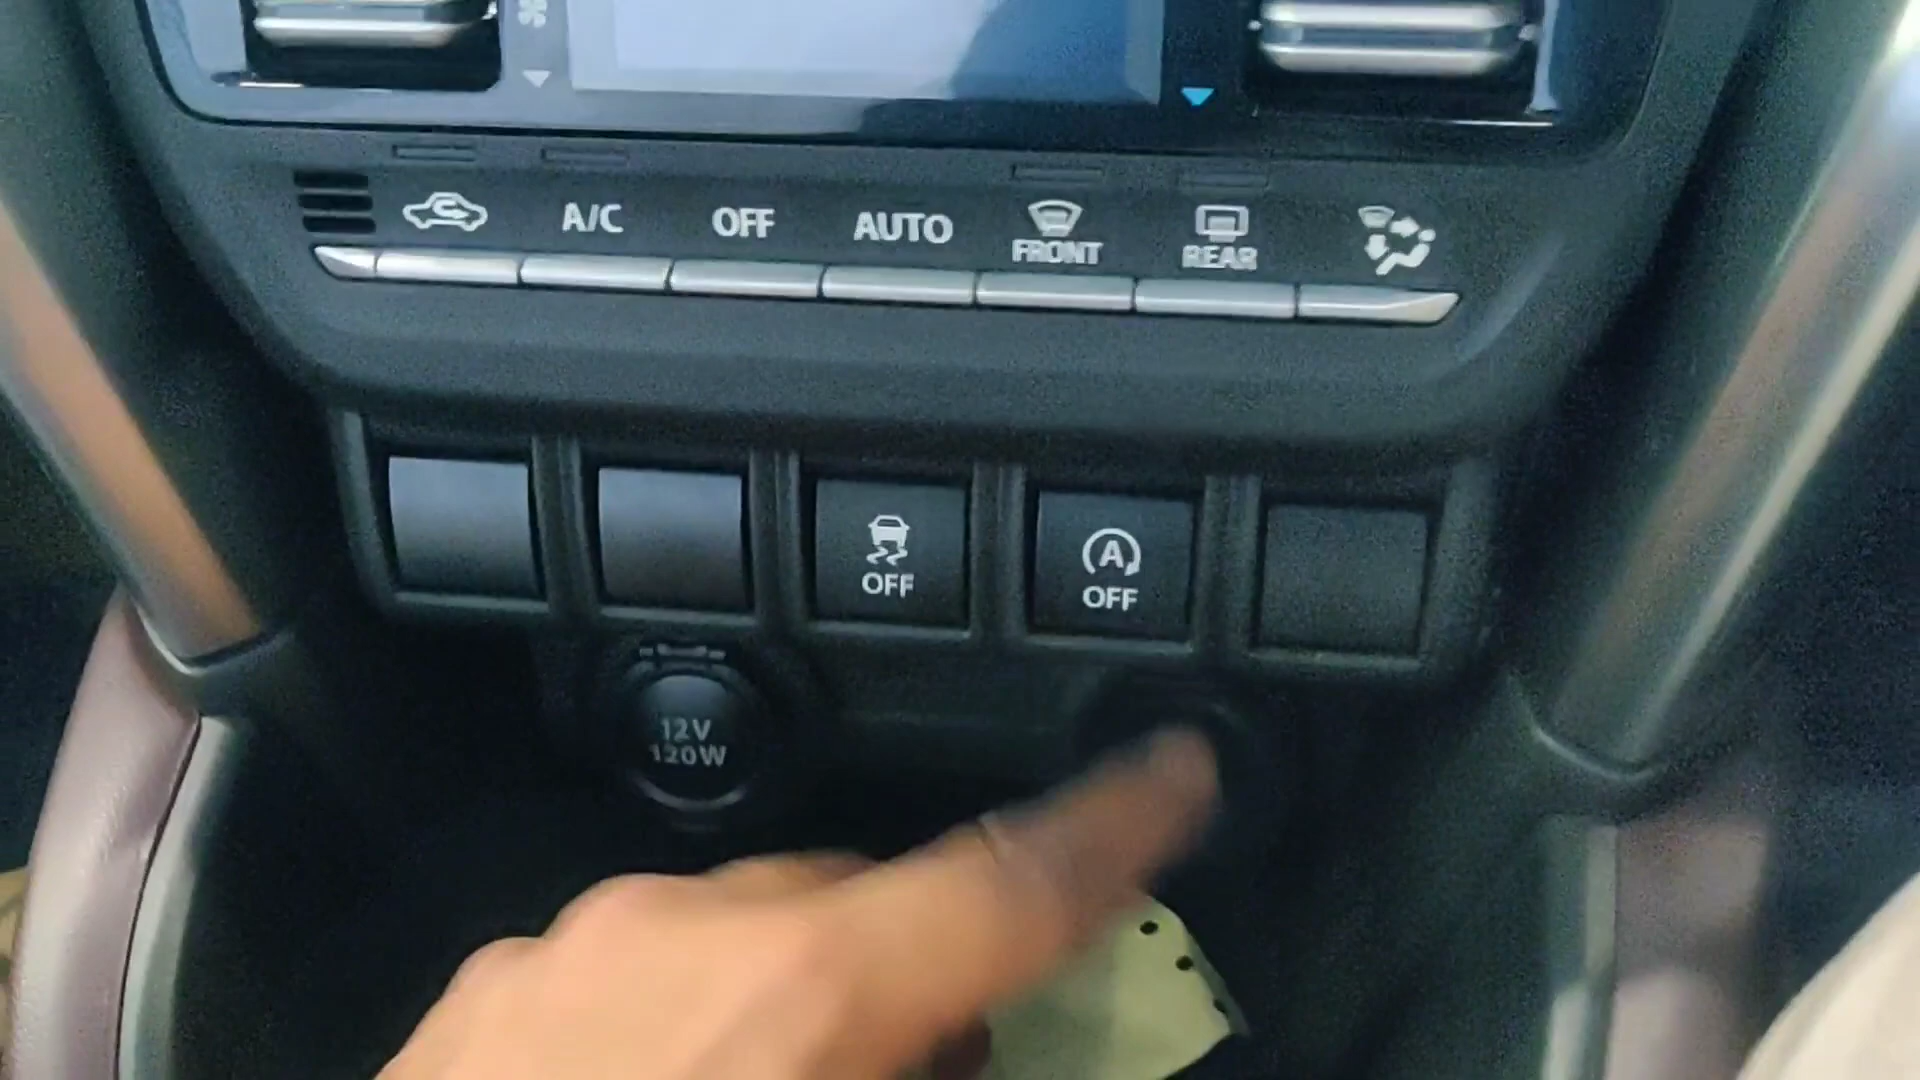 A/C OFF AUTO FRONT REAR
OFF
A
OFF
12V
120W